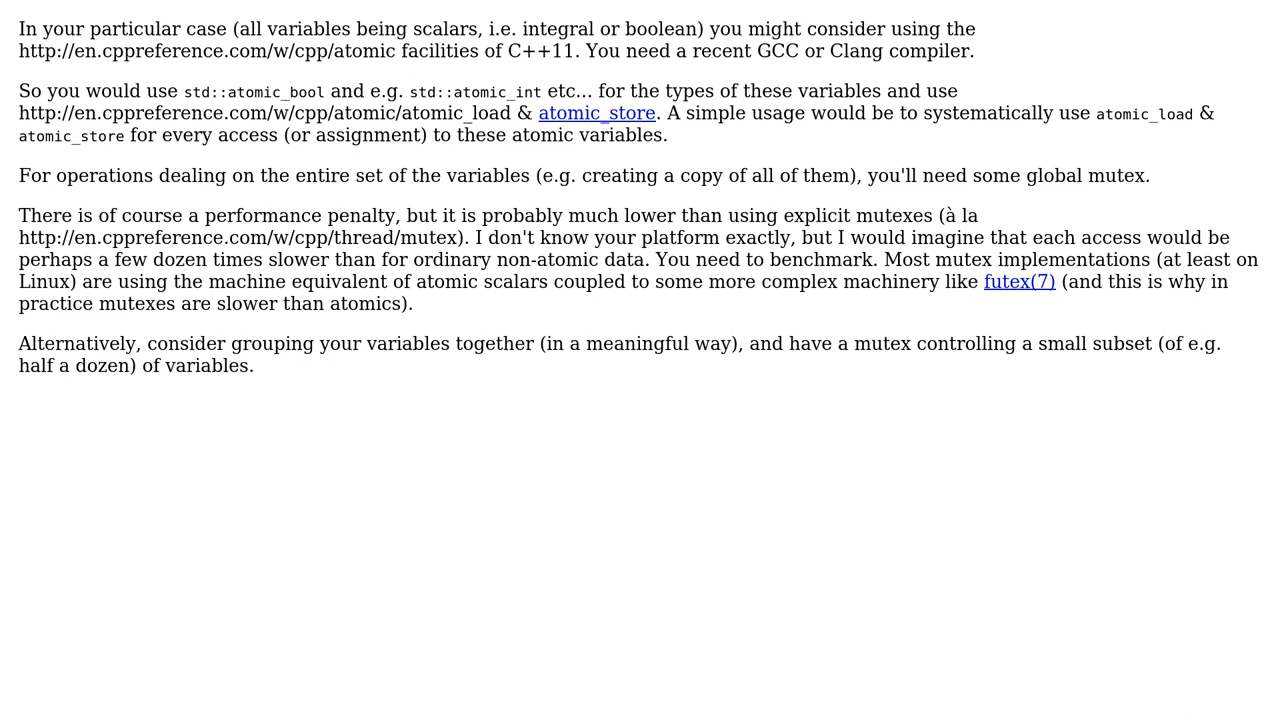 In your particular case (all variables being scalars, i.e. integral or boolean) you might consider using the
http://en.cppreference.com/w/cpp/atomic facilities of C++11. You need a recent GCC or Clang compiler.
So you would use std::atomic_bool and e.g. std::atomic_int etc... for the types of these variables and use
http://en.cppreference.com/w/cpp/atomic/atomic_load & atomic_store. A simple usage would be to systematically use atomic_load &
atomic_store for every access (or assignment) to these atomic variables.
For operations dealing on the entire set of the variables (e.g. creating a copy of all of them), you'll need some global mutex.
There is of course a performance penalty, but it is probably much lower than using explicit mutexes (à la
http://en.cppreference.com/w/cpp/thread/mutex). I don't know your platform exactly, but I would imagine that each access would be
perhaps a few dozen times slower than for ordinary non-atomic data. You need to benchmark. Most mutex implementations (at least on
Linux) are using the machine equivalent of atomic scalars coupled to some more complex machinery like futex(7) (and this is why in
practice mutexes are slower than atomics).
Alternatively, consider grouping your variables together (in a meaningful way), and have a mutex controlling a small subset (of e.g.
half a dozen) of variables.